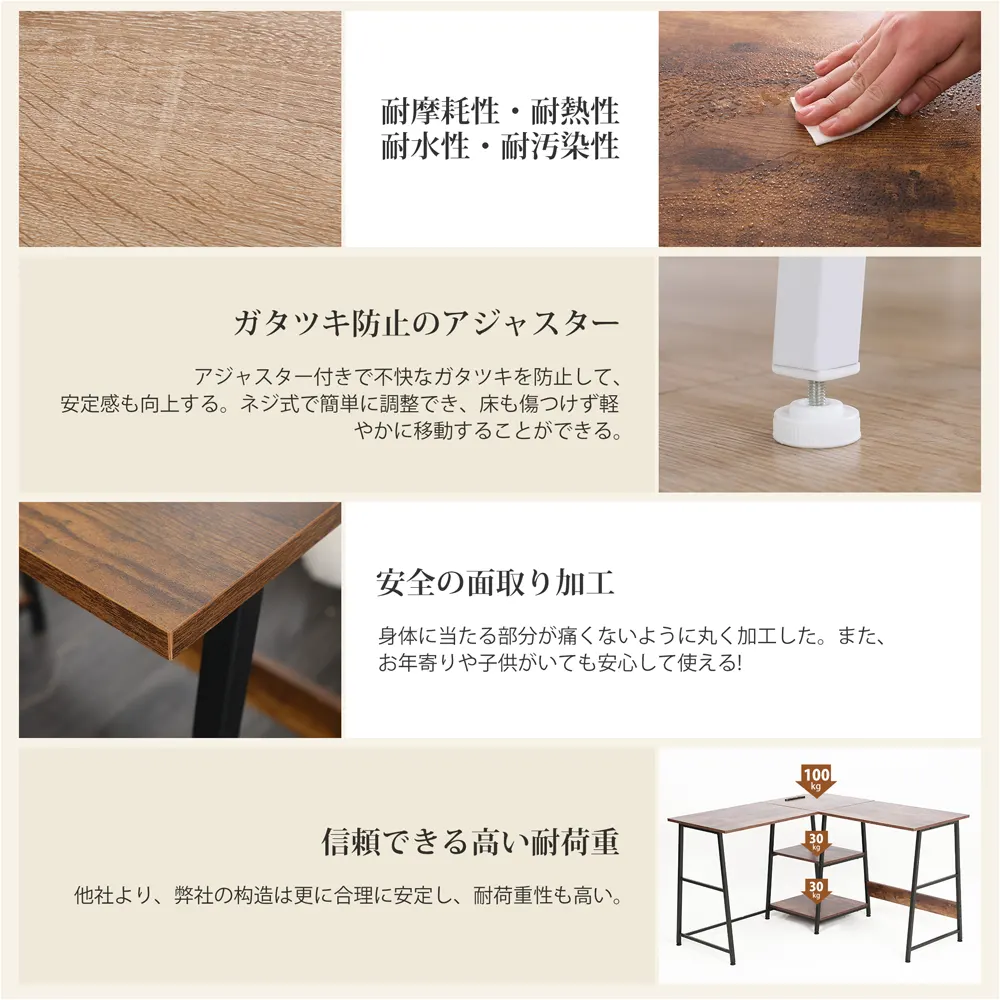 耐摩耗性・耐熱性
耐水性・耐汚染性
ガタツキ防止のアジャスター
アジャスター付きで不快なガタツキを防止して、
安定感も向上する。ネジ式で簡単に調整でき、床も傷つけず軽
やかに移動することができる。
安全の面取り加工
身体に当たる部分が痛くないように丸く加工した。また、
お年寄りや子供がいても安心して使える!
信頼できる高い耐荷重
他社より、弊社の構造は更に合理に安定し、耐荷重性も高い。
100
kg
30
kg
30
kg